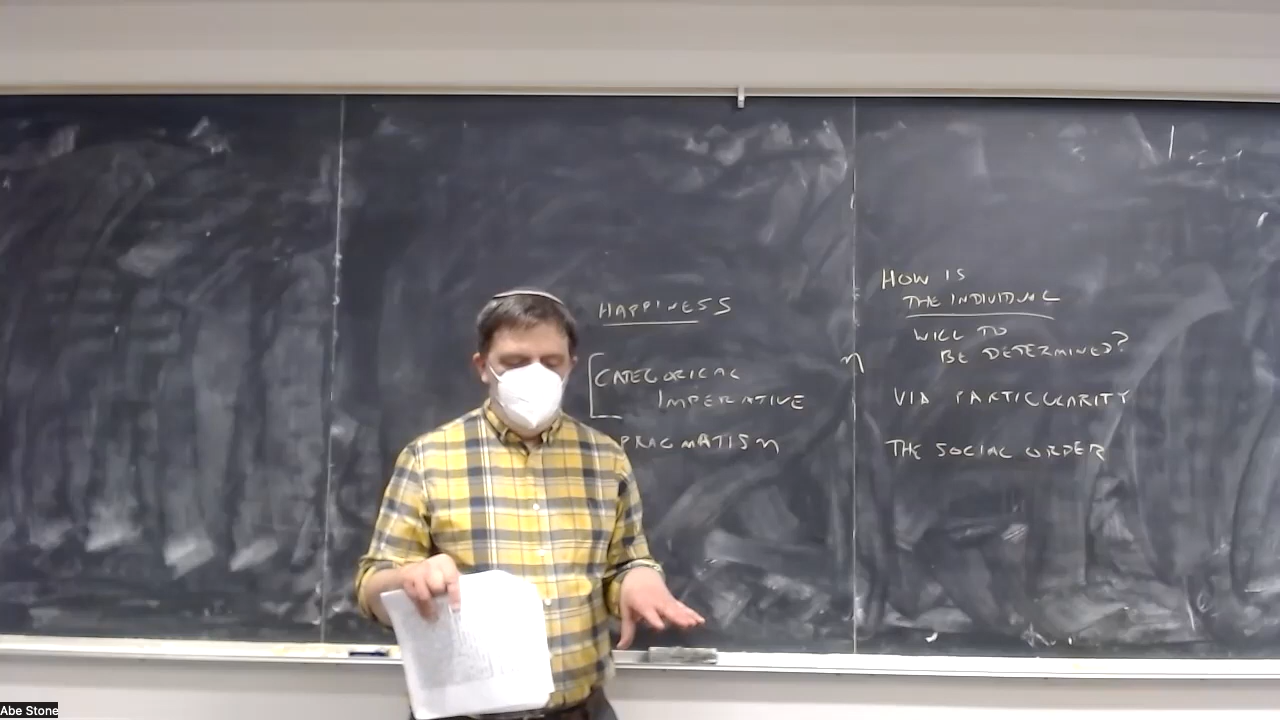 HAPPINESS
CATEGORICAL
IMPERATIVE
PRAGMATISM
HOW IS
THE INDIVIDUAL
WILL TO
BE DETERMINED?
VIA PARTICULARITY
THE SOCIAL ORDER
Abe Stone